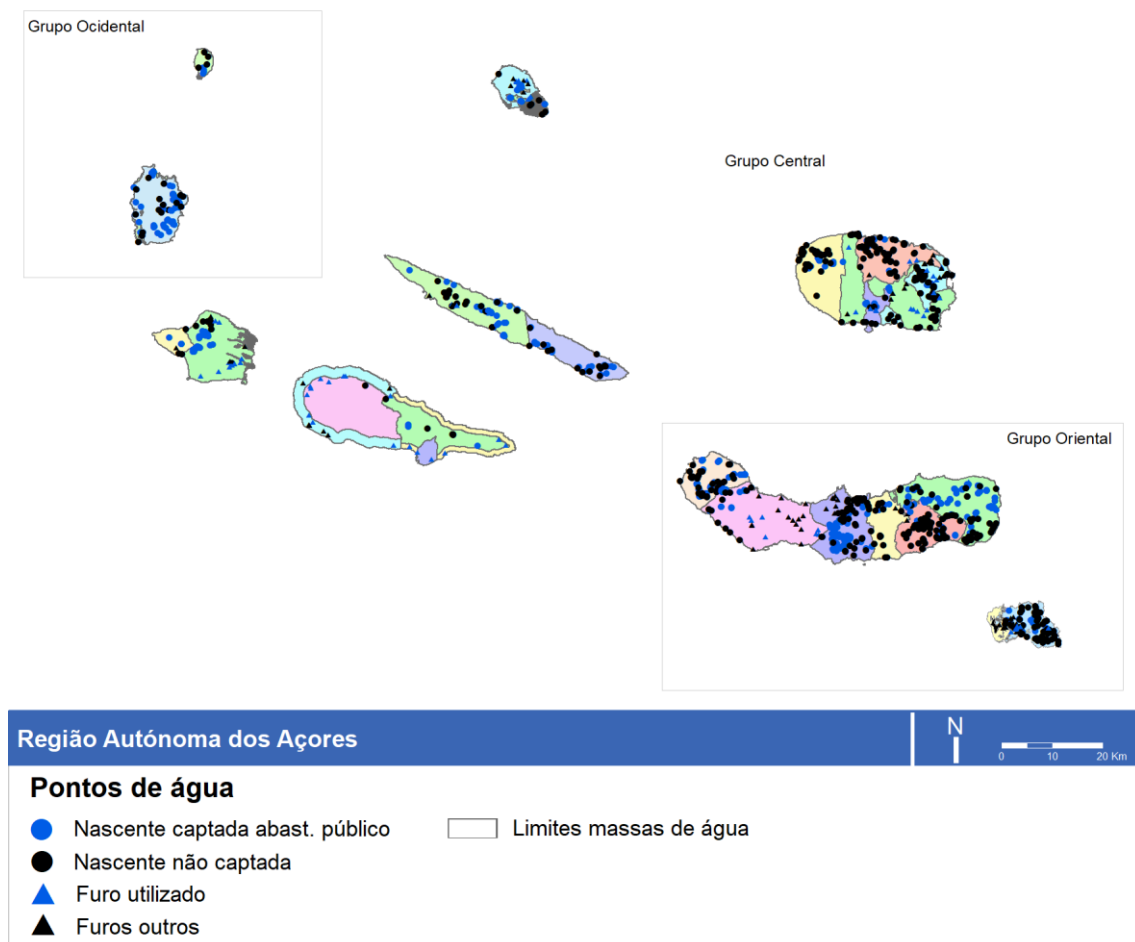 Grupo Ocidental
Grupo Central
Grupo Oriental
Região Autónoma dos Açores
N
0 10 20 Km
Pontos de água
Nascente captada abast. público
Limites massas de água
Nascente não captada
Furo utilizado
Furos outros